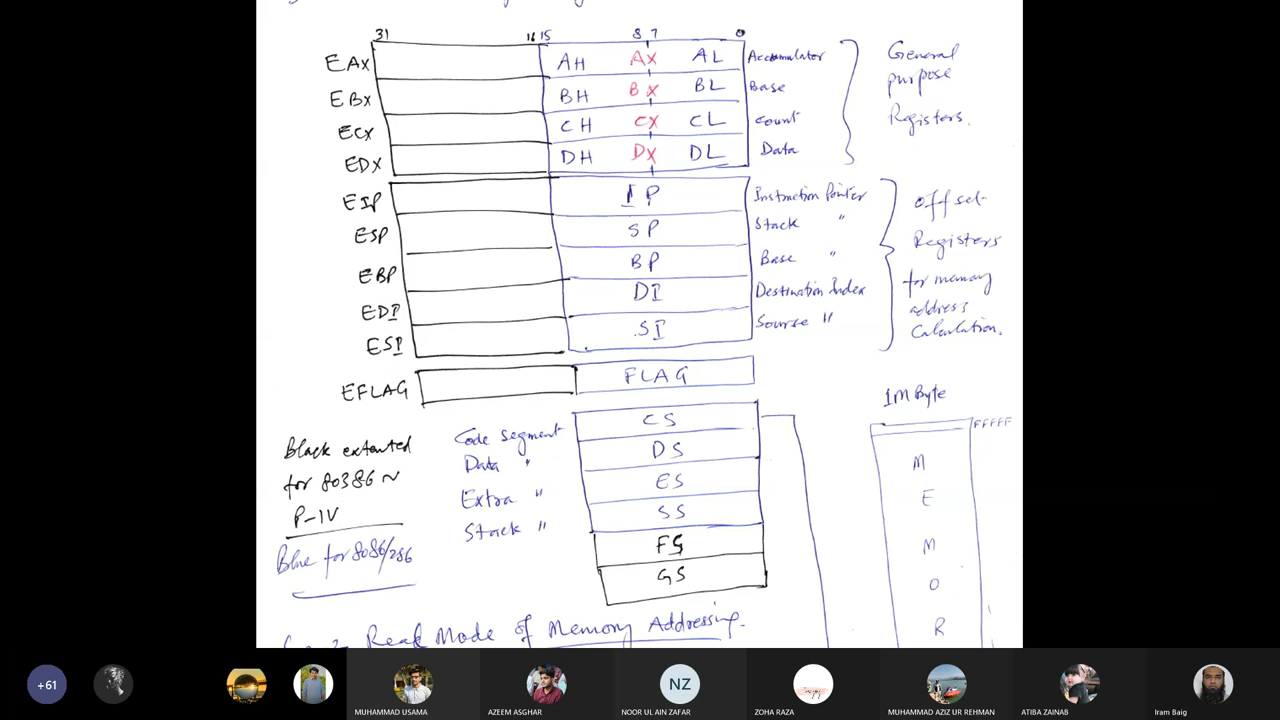 31 16 15 8 7 0
EAX AH AX AL Accumulator
EBX BH BX BL Base
ECX CH CX CL Count
EDX DH DX DL Data
General
purpose
Registers.
EIP IP Instruction Pointer
ESP SP Stack "
EBP BP Base "
EDI DI Destination Index
ESI SI Source "
Offset
Registers
for memory
address
Calculation.
EFLAG FLAG
Code segment CS
Data " DS
Extra " ES
Stack " SS
FS
GS
Black extented
for 80386 ~
P-IV
Blue for 8086/286
1M Byte
FFFFF
M
E
M
O
R
Read Mode of Memory Addressing.
+61
MUHAMMAD USAMA
AZEEM ASGHAR
NZ
NOOR UL AIN ZAFAR
ZOHA RAZA
MUHAMMAD AZIZ UR REHMAN
ATIBA ZAINAB
Iram Baig